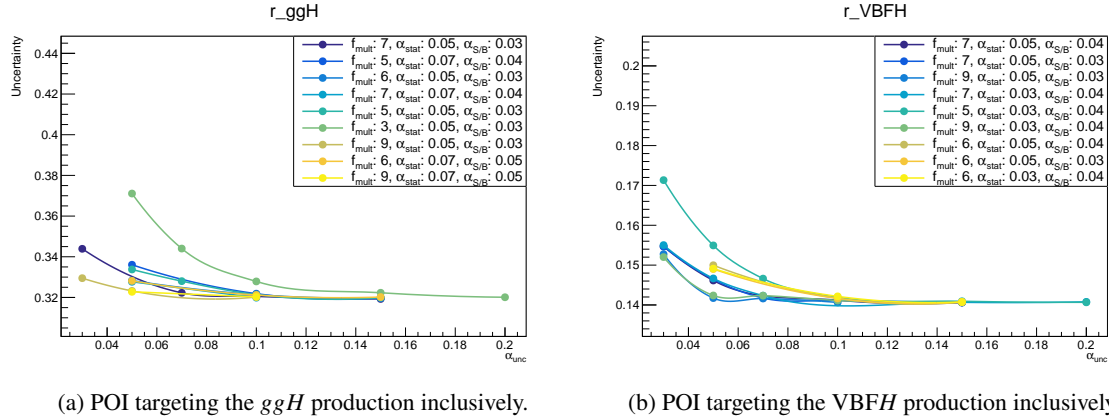 r_ggH
Uncertainty
0.44
0.42
0.4
0.38
0.36
0.34
0.32
0.04 0.06 0.08 0.1 0.12 0.14 0.16 0.18 0.2
α_unc
f_mult: 7, α_stat: 0.05, α_S/B: 0.03
f_mult: 5, α_stat: 0.07, α_S/B: 0.04
f_mult: 6, α_stat: 0.05, α_S/B: 0.03
f_mult: 7, α_stat: 0.07, α_S/B: 0.04
f_mult: 5, α_stat: 0.05, α_S/B: 0.03
f_mult: 3, α_stat: 0.05, α_S/B: 0.03
f_mult: 9, α_stat: 0.05, α_S/B: 0.03
f_mult: 6, α_stat: 0.07, α_S/B: 0.05
f_mult: 9, α_stat: 0.07, α_S/B: 0.05
(a) POI targeting the ggH production inclusively.
r_VBFH
Uncertainty
0.2
0.19
0.18
0.17
0.16
0.15
0.14
0.04 0.06 0.08 0.1 0.12 0.14 0.16 0.18 0.2
α_unc
f_mult: 7, α_stat: 0.05, α_S/B: 0.04
f_mult: 7, α_stat: 0.05, α_S/B: 0.03
f_mult: 9, α_stat: 0.05, α_S/B: 0.03
f_mult: 7, α_stat: 0.03, α_S/B: 0.04
f_mult: 5, α_stat: 0.03, α_S/B: 0.04
f_mult: 9, α_stat: 0.03, α_S/B: 0.04
f_mult: 6, α_stat: 0.05, α_S/B: 0.04
f_mult: 6, α_stat: 0.05, α_S/B: 0.03
f_mult: 6, α_stat: 0.03, α_S/B: 0.04
(b) POI targeting the VBFH production inclusively